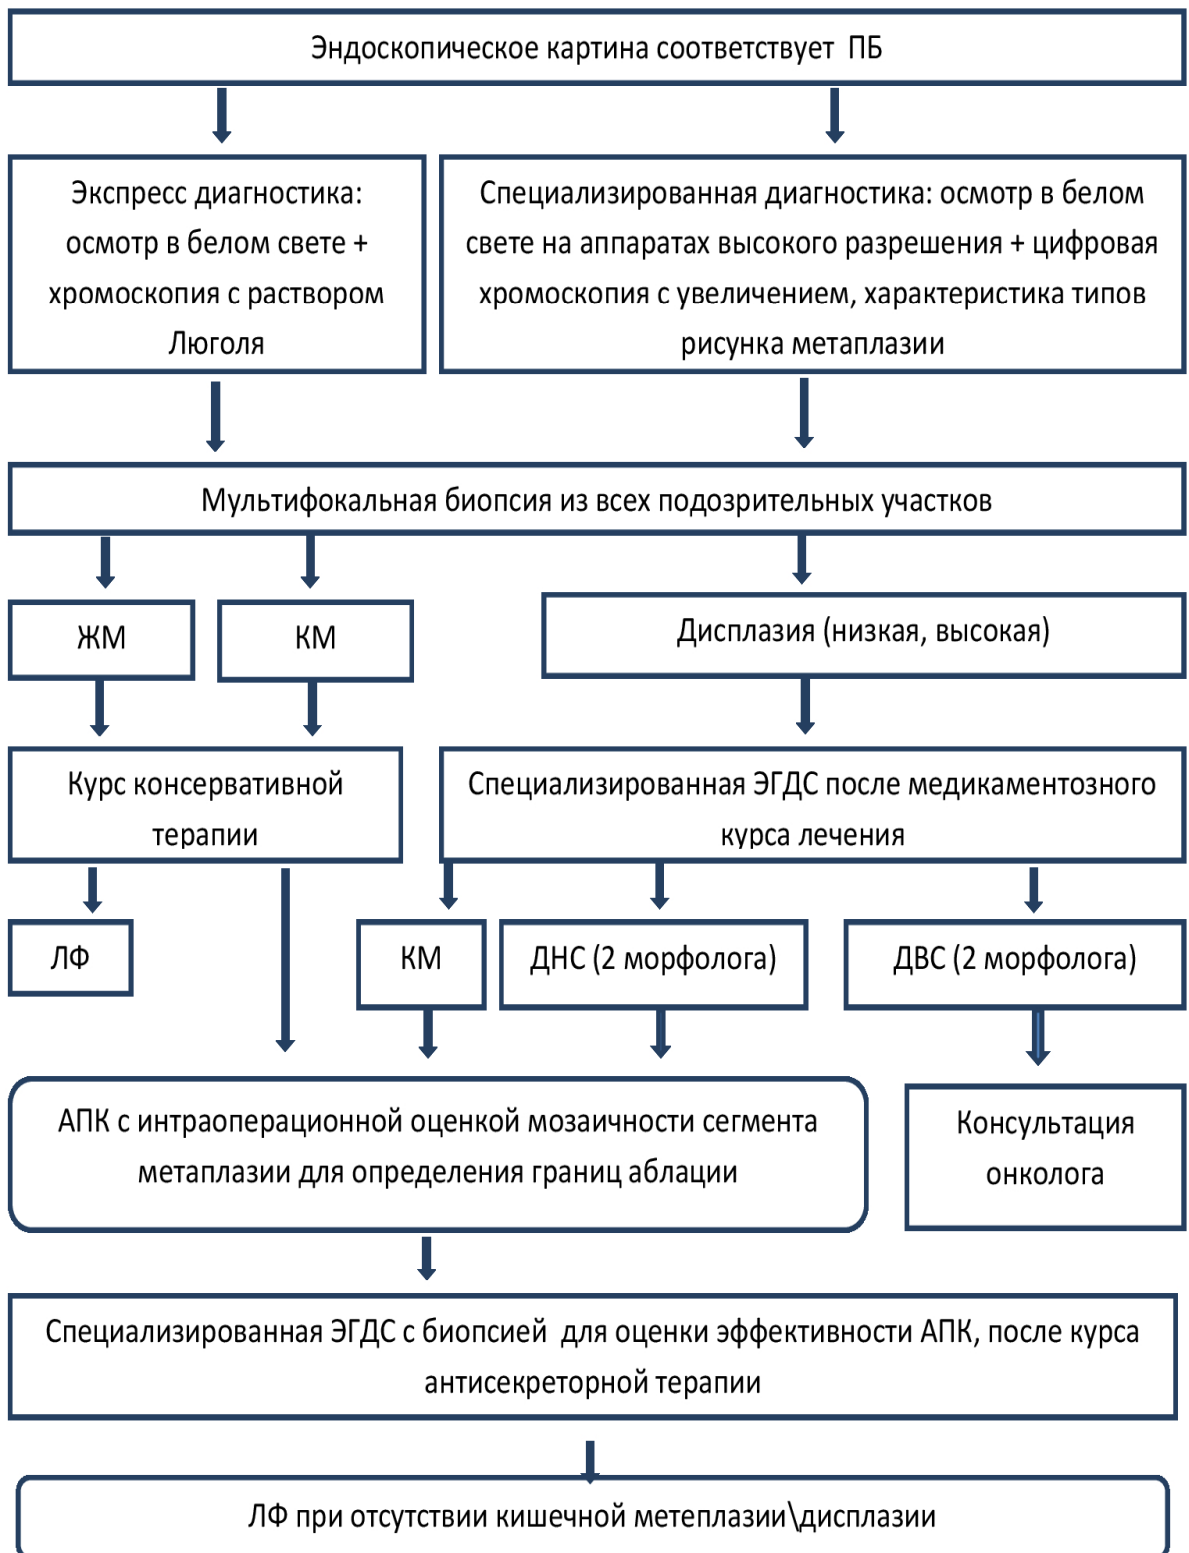 Эндоскопическое картина соответствует ПБ
Экспресс диагностика:
осмотр в белом свете +
хромоскопия с раствором
Люголя
Специализированная диагностика: осмотр в белом
свете на аппаратах высокого разрешения + цифровая
хромоскопия с увеличением, характеристика типов
рисунка метаплазии
Мультифокальная биопсия из всех подозрительных участков
ЖМ
КМ
Дисплазия (низкая, высокая)
Курс консервативной
терапии
Специализированная ЭГДС после медикаментозного
курса лечения
ЛФ
КМ
ДНС (2 морфолога)
ДВС (2 морфолога)
АПК с интраоперационной оценкой мозаичности сегмента
метаплазии для определения границ аблации
Консультация
онколога
Специализированная ЭГДС с биопсией для оценки эффективности АПК, после курса
антисекреторной терапии
ЛФ при отсутствии кишечной метеплазии\дисплазии